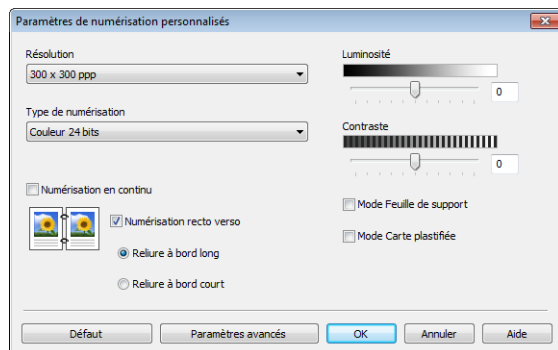 Paramètres de numérisation personnalisés
Résolution
300 x 300 ppp
Type de numérisation
Couleur 24 bits
Numérisation en continu
Numérisation recto verso
Reliure à bord long
Reliure à bord court
Luminosité
0
Contraste
0
Mode Feuille de support
Mode Carte plastifiée
Défaut
Paramètres avancés
OK
Annuler
Aide